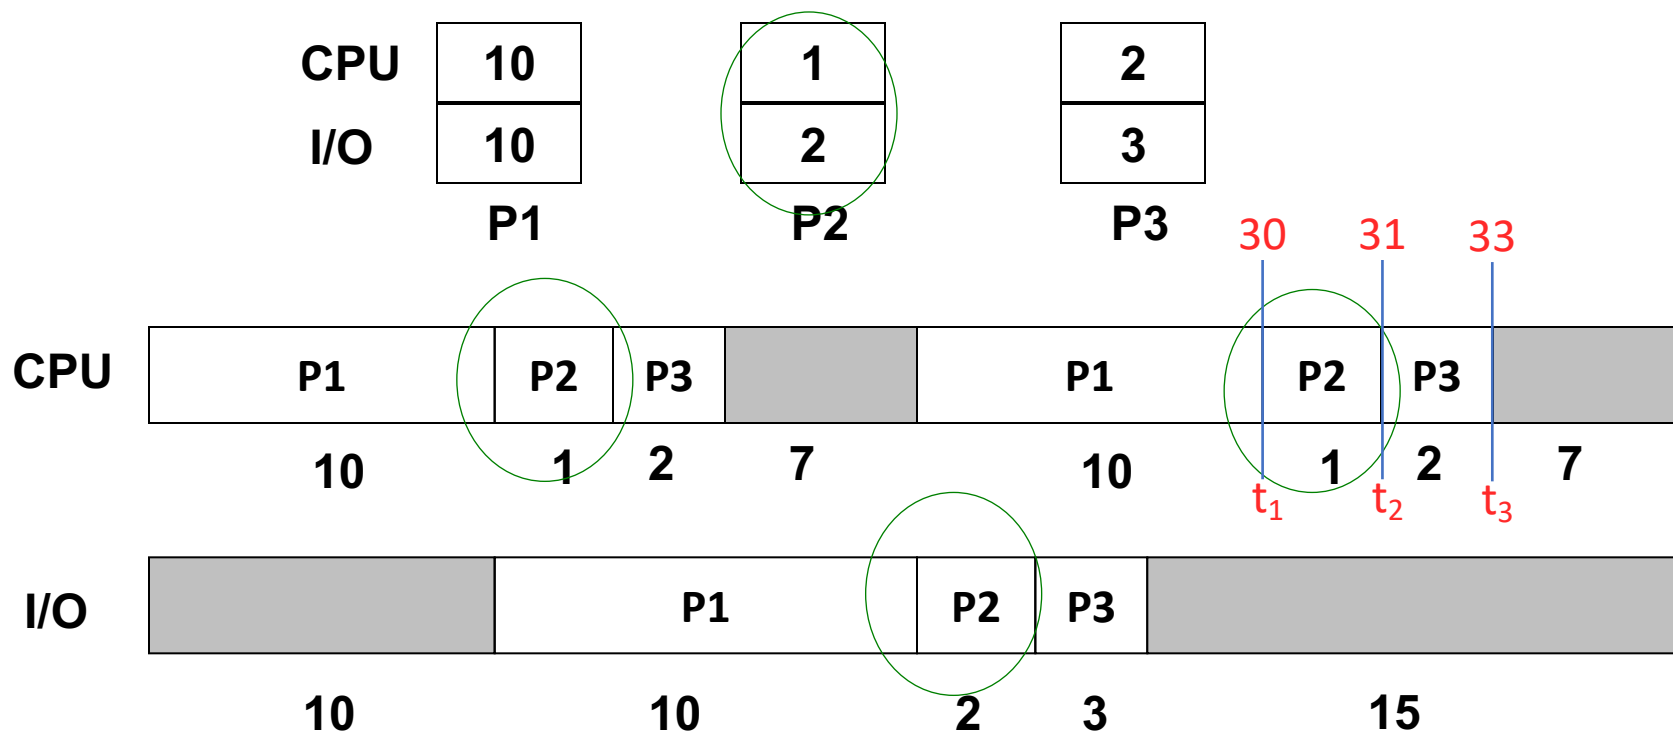 CPU 10 1 2
I/O 10 2 3
P1 P2 P3
30 31 33
CPU P1 P2 P3 P1 P2 P3
10 1 2 7 10 1 2 7
t₁ t₂ t₃
I/O P1 P2 P3
10 10 2 3 15